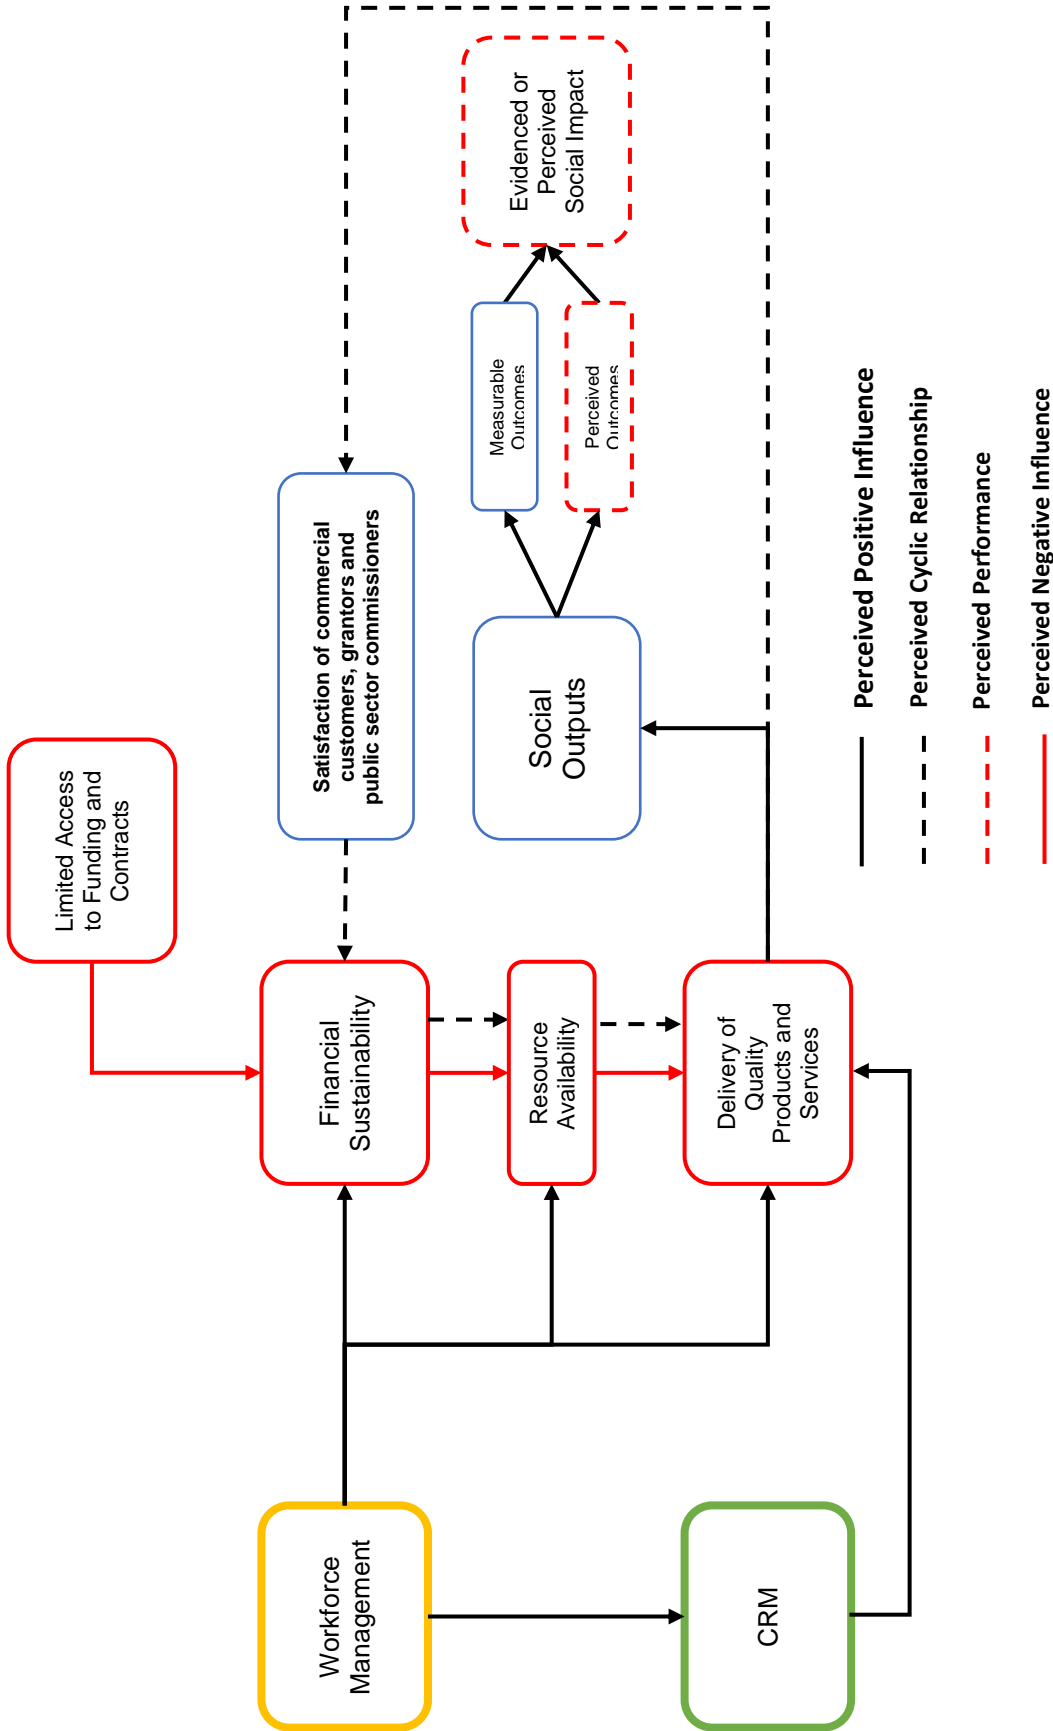 Limited Access
to Funding and
Contracts
Workforce
Management
Financial
Sustainability
Satisfaction of commercial
customers, grantors and
public sector commissioners
Resource
Availability
Measurable
Outcomes
Perceived
Outcomes
Evidenced or
Perceived
Social Impact
Social
Outputs
CRM
Delivery of
Quality
Products and
Services
Perceived Positive Influence
Perceived Cyclic Relationship
Perceived Performance
Perceived Negative Influence